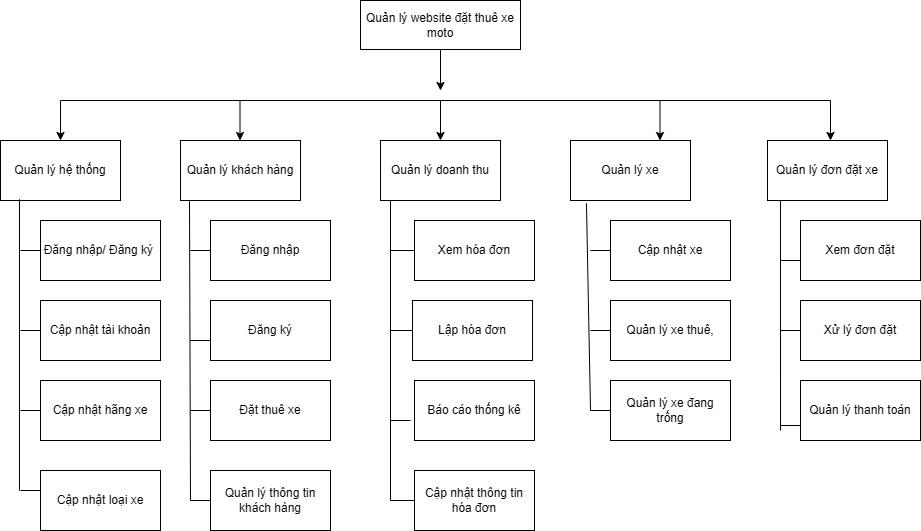 Quản lý website đặt thuê xe
moto
Quản lý hệ thống
Quản lý khách hàng
Quản lý doanh thu
Quản lý xe
Quản lý đơn đặt xe
Đăng nhập/ Đăng ký
Đăng nhập
Xem hóa đơn
Cập nhật xe
Xem đơn đặt
Cập nhật tài khoản
Đăng ký
Lập hóa đơn
Quản lý xe thuê,
Xử lý đơn đặt
Cập nhật hãng xe
Đặt thuê xe
Báo cáo thống kê
Quản lý xe đang
trống
Quản lý thanh toán
Cập nhật loại xe
Quản lý thông tin
khách hàng
Cập nhật thông tin
hóa đơn